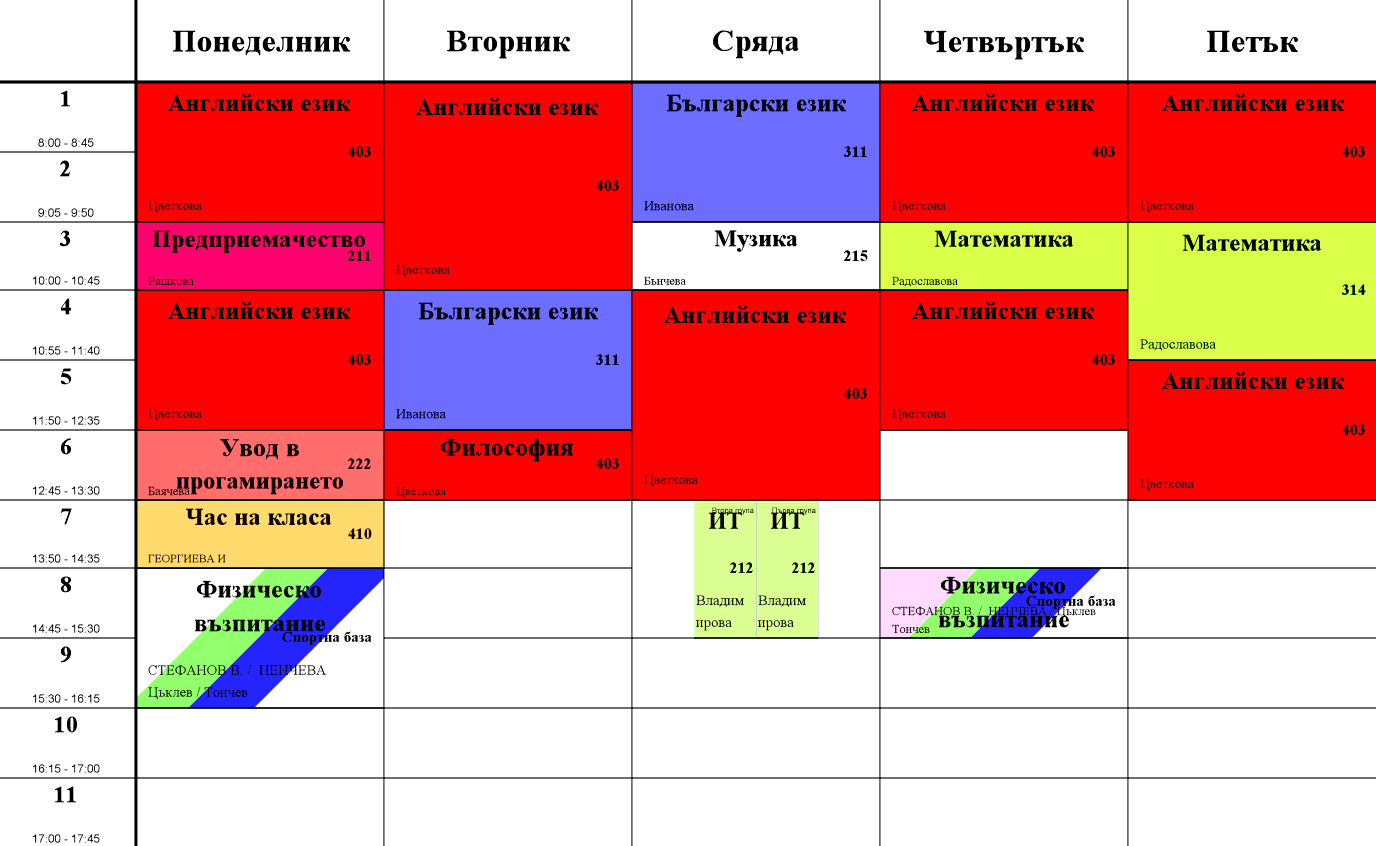 Понеделник Вторник Сряда Четвъртък Петък
1
8:00 - 8:45
2
9:05 - 9:50
3
10:00 - 10:45
4
10:55 - 11:40
5
11:50 - 12:35
6
12:45 - 13:30
7
13:50 - 14:35
8
14:45 - 15:30
9
15:30 - 16:15
10
16:15 - 17:00
11
17:00 - 17:45
Английски език
403
Цветкова
Предприемачество
211
Рашкова
Английски език
403
Цветкова
Увод в
222
прогамирането
Баячева
Час на класа
410
ГЕОРГИЕВА И
Физическо
възпитание
Спортна база
СТЕФАНОВ В. / НЕНЧЕВА
Цъклев / Тончев
Английски език
403
Цветкова
Български език
311
Иванова
Философия
403
Цветкова
Български език
311
Иванова
Музика
215
Бънчева
Английски език
403
Цветкова
Втора група
ИТ
212
Владим
ирова
Първа група
ИТ
212
Владим
ирова
Английски език
403
Цветкова
Математика
Радославова
Английски език
403
Цветкова
Физическо
Спортна база
СТЕФАНОВ В. / НЕНЧЕВА / Цъклев
възпитание
Тончев
Английски език
403
Цветкова
Математика
314
Радославова
Английски език
403
Цветкова